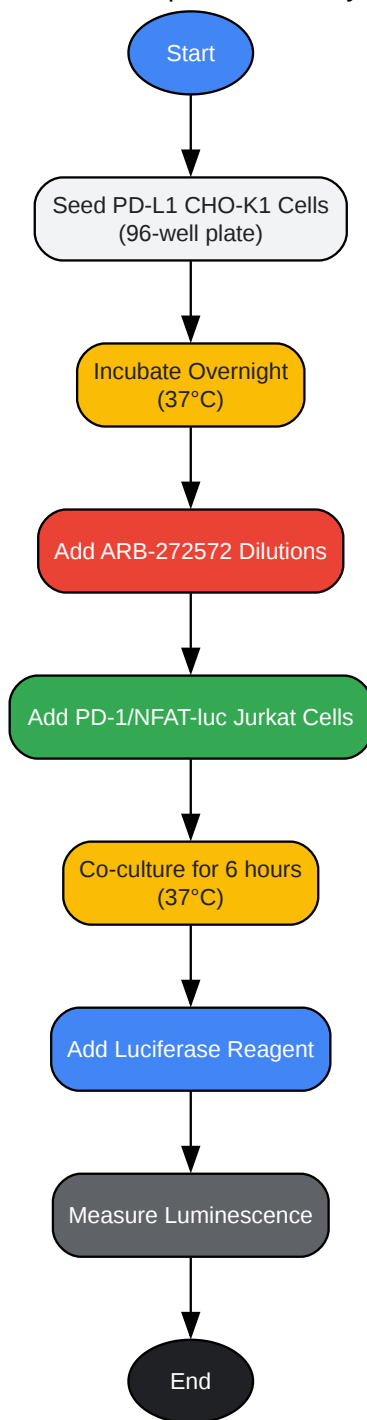 Start
Seed PD-L1 CHO-K1 Cells
(96-well plate)
Incubate Overnight
(37°C)
Add ARB-272572 Dilutions
Add PD-1/NFAT-luc Jurkat Cells
Co-culture for 6 hours
(37°C)
Add Luciferase Reagent
Measure Luminescence
End